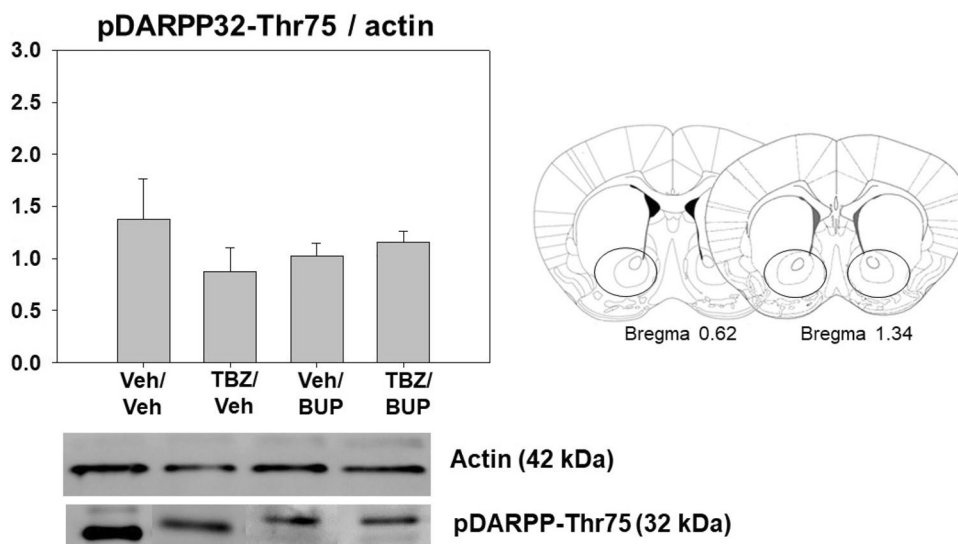 pDARPP32-Thr75 / actin
3.0
2.5
2.0
1.5
1.0
0.5
0.0
Veh/ TBZ/ Veh/ TBZ/
Veh Veh BUP BUP
Bregma 0.62 Bregma 1.34
Actin (42 kDa)
pDARPP-Thr75 (32 kDa)